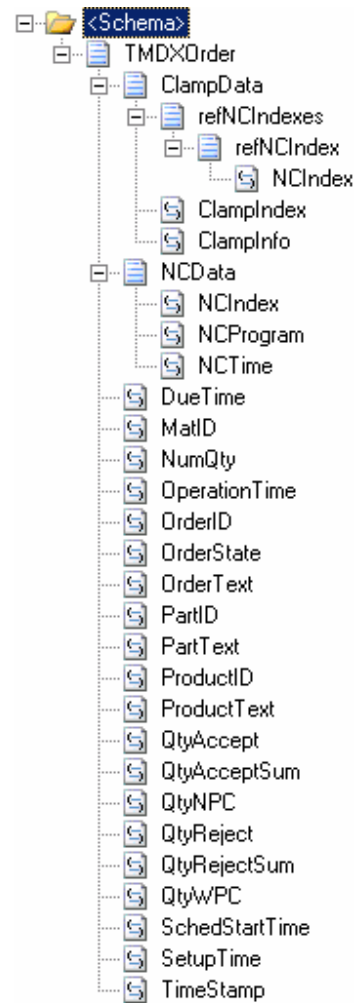 <Schema>
TMDXOrder
ClampData
refNCIndexes
refNCIndex
NCIndex
ClampIndex
ClampInfo
NCData
NCIndex
NCProgram
NCTime
DueTime
MatID
NumQty
OperationTime
OrderID
OrderState
OrderText
PartID
PartText
ProductID
ProductText
QtyAccept
QtyAcceptSum
QtyNPC
QtyReject
QtyRejectSum
QtyWPC
SchedStartTime
SetupTime
TimeStamp